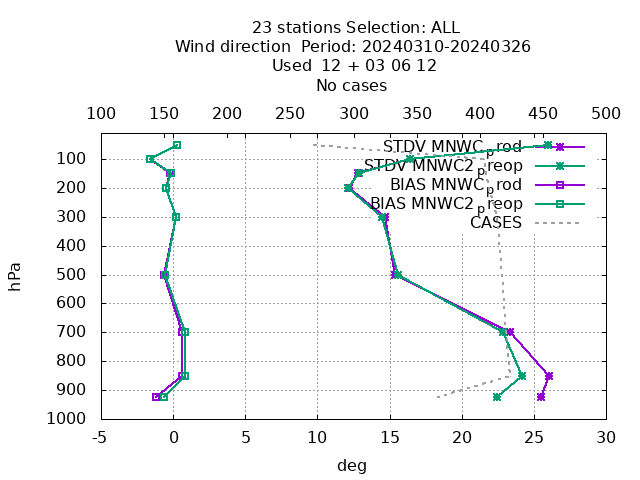 23 stations Selection: ALL
Wind direction  Period: 20240310-20240326
Used  12 + 03 06 12
No cases
100 150 200 250 300 350 400 450 500
STDV MNWC_prod
STDV MNWC2_preop
BIAS MNWC_prod
BIAS MNWC2_preop
CASES
hPa
100
200
300
400
500
600
700
800
900
1000
-5 0 5 10 15 20 25 30
deg